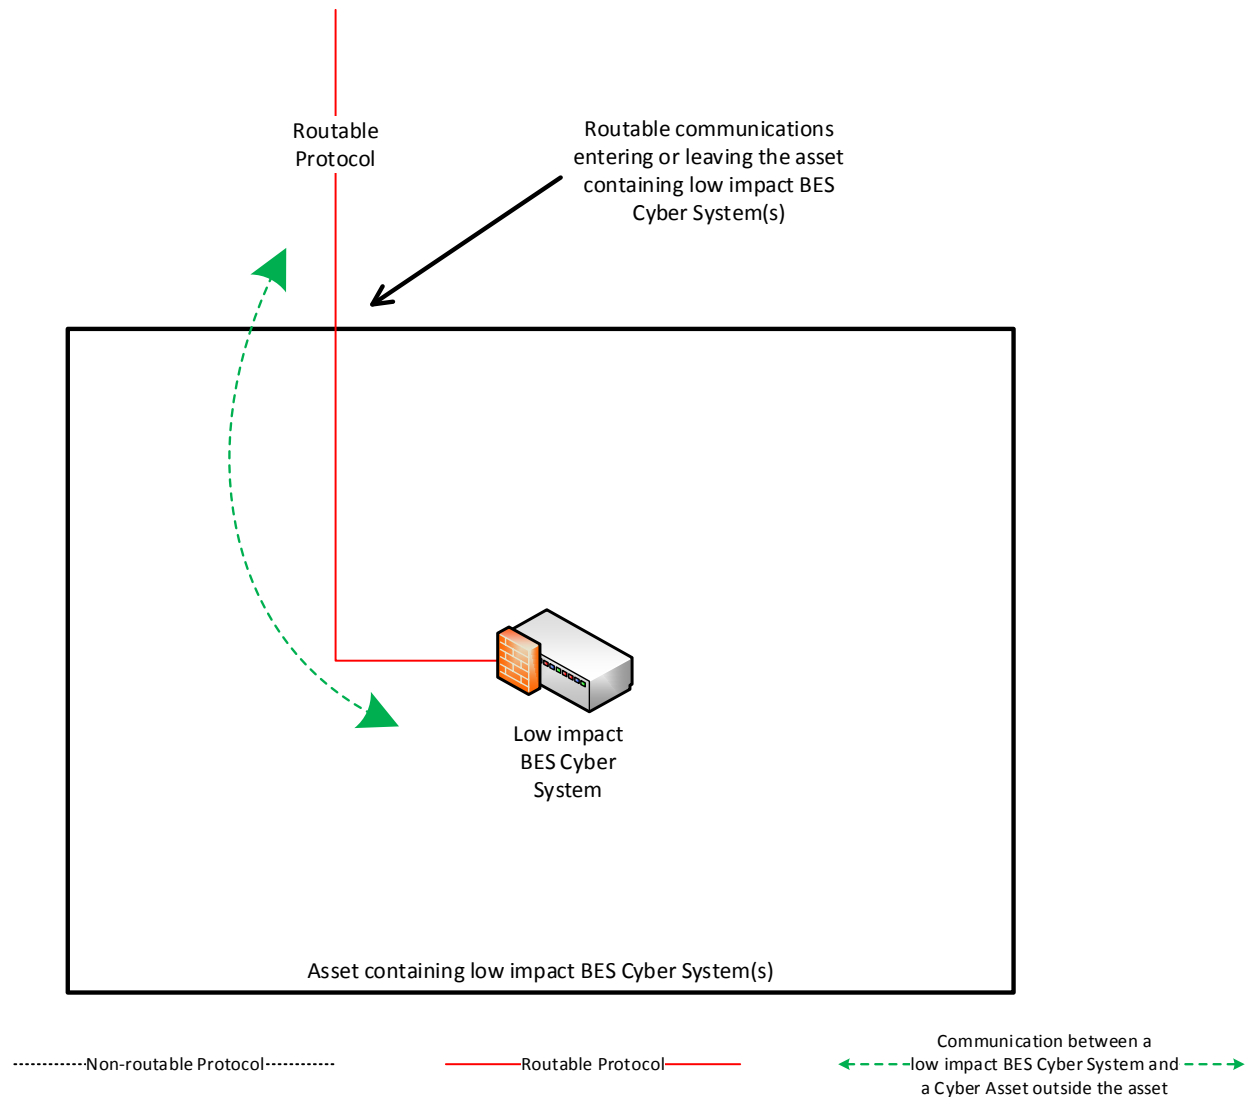 Routable
Protocol
Routable communications
entering or leaving the asset
containing low impact BES
Cyber System(s)
Low impact
BES Cyber
System
Asset containing low impact BES Cyber System(s)
Non-routable Protocol
Routable Protocol
Communication between a
low impact BES Cyber System and
a Cyber Asset outside the asset